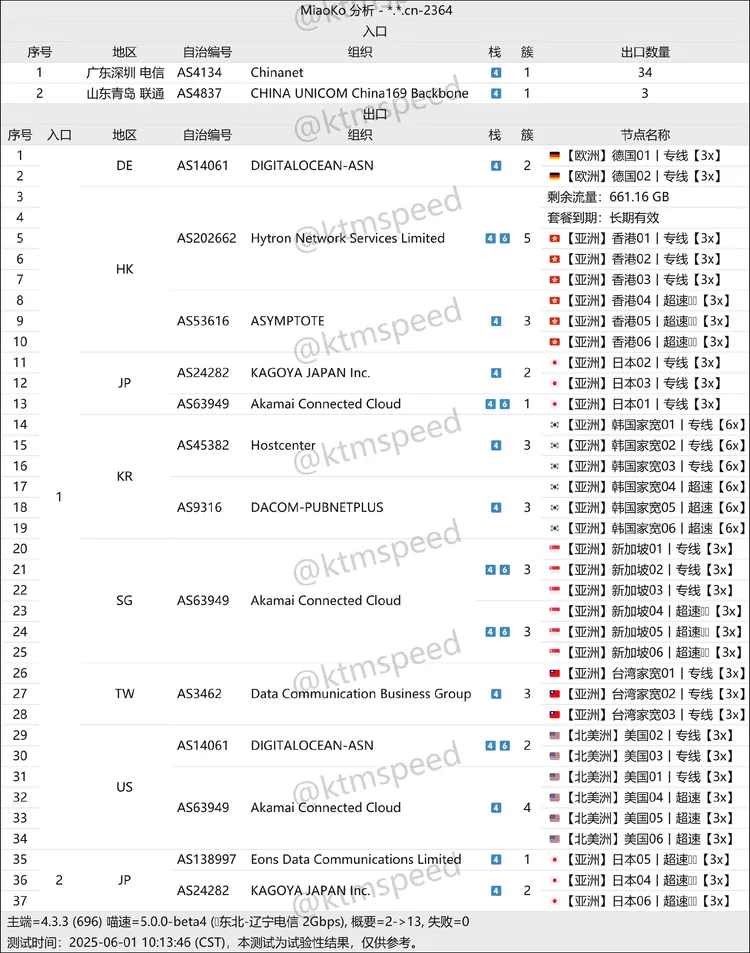 MiaoKo 分析 - *.*.cn-2364
入口
序号 地区 自治编号 组织 栈 簇 出口数量
1 广东深圳 电信 AS4134 Chinanet 4 1 34
2 山东青岛 联通 AS4837 CHINA UNICOM China169 Backbone 4 1 3
出口
序号 入口 地区 自治编号 组织 栈 簇 节点名称
1 【欧洲】德国01丨专线【3x】
DE AS14061 DIGITALOCEAN-ASN 4 2
2 【欧洲】德国02丨专线【3x】
3 剩余流量：661.16 GB
4 套餐到期：长期有效
5 AS202662 Hytron Network Services Limited 4 6 5 【亚洲】香港01丨专线【3x】
6 【亚洲】香港02丨专线【3x】
HK
7 【亚洲】香港03丨专线【3x】
8 【亚洲】香港04丨超速【3x】
9 AS53616 ASYMPTOTE 4 3 【亚洲】香港05丨超速【3x】
10 【亚洲】香港06丨超速【3x】
11 【亚洲】日本02丨专线【3x】
AS24282 KAGOYA JAPAN Inc. 4 2
12 JP 【亚洲】日本03丨专线【3x】
13 AS63949 Akamai Connected Cloud 4 6 1 【亚洲】日本01丨专线【3x】
14 【亚洲】韩国家宽01丨专线【6x】
15 AS45382 Hostcenter 4 3 【亚洲】韩国家宽02丨专线【6x】
16 【亚洲】韩国家宽03丨专线【6x】
KR
17 【亚洲】韩国家宽04丨超速【6x】
1
18 AS9316 DACOM-PUBNETPLUS 4 3 【亚洲】韩国家宽05丨超速【6x】
19 【亚洲】韩国家宽06丨超速【6x】
20 【亚洲】新加坡01丨专线【3x】
21 4 6 3 【亚洲】新加坡02丨专线【3x】
22 【亚洲】新加坡03丨专线【3x】
SG AS63949 Akamai Connected Cloud
23 【亚洲】新加坡04丨超速【3x】
24 4 6 3 【亚洲】新加坡05丨超速【3x】
25 【亚洲】新加坡06丨超速【3x】
26 【亚洲】台湾家宽01丨专线【3x】
27 TW AS3462 Data Communication Business Group 4 3 【亚洲】台湾家宽02丨专线【3x】
28 【亚洲】台湾家宽03丨专线【3x】
29 【北美洲】美国02丨专线【3x】
AS14061 DIGITALOCEAN-ASN 4 6 2
30 【北美洲】美国03丨专线【3x】
31 【北美洲】美国01丨专线【3x】
US
32 【北美洲】美国04丨超速【3x】
AS63949 Akamai Connected Cloud 4 4
33 【北美洲】美国05丨超速【3x】
34 【北美洲】美国06丨超速【3x】
35 AS138997 Eons Data Communications Limited 4 1 【亚洲】日本05丨超速【3x】
36 2 JP 【亚洲】日本04丨超速【3x】
AS24282 KAGOYA JAPAN Inc. 4 2
37 【亚洲】日本06丨超速【3x】
主端=4.3.3 (696) 喵速=5.0.0-beta4 (东北-辽宁电信 2Gbps), 概要=2->13, 失败=0
测试时间：2025-06-01 10:13:46 (CST)，本测试为试验性结果，仅供参考。
@ktmspeed
@ktmspeed
@ktmspeed
@ktmspeed
@ktmspeed
@ktmspeed
@ktmspeed
@ktmspeed
@ktmspeed